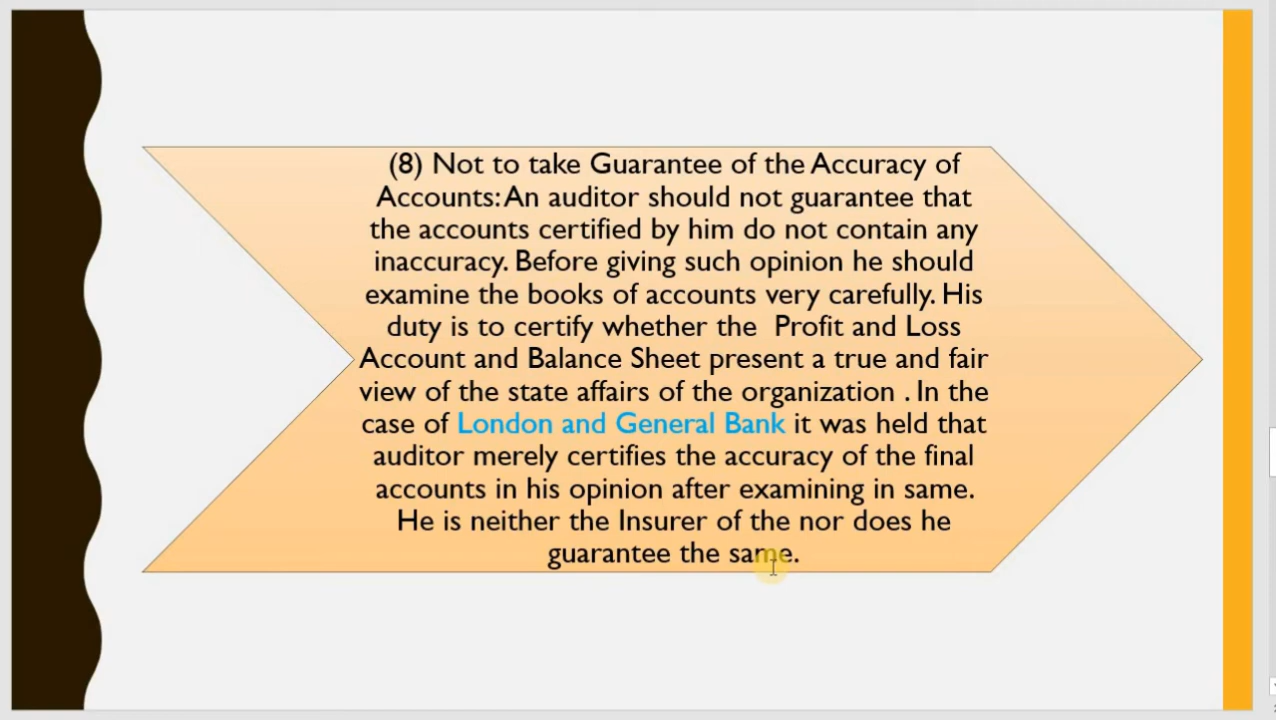 (8) Not to take Guarantee of the Accuracy of
Accounts: An auditor should not guarantee that
the accounts certified by him do not contain any
inaccuracy. Before giving such opinion he should
examine the books of accounts very carefully. His
duty is to certify whether the Profit and Loss
Account and Balance Sheet present a true and fair
view of the state affairs of the organization . In the
case of London and General Bank it was held that
auditor merely certifies the accuracy of the final
accounts in his opinion after examining in same.
He is neither the Insurer of the nor does he
guarantee the same.